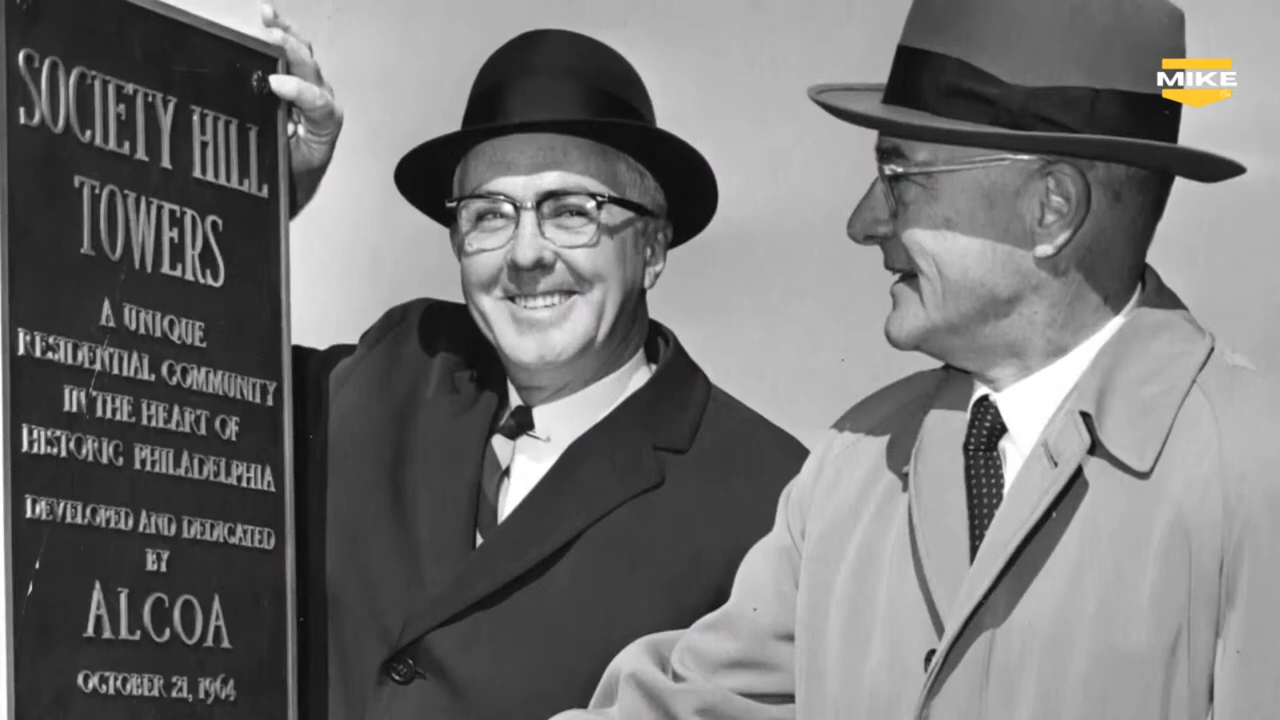 SOCIETY HILL
TOWERS
A UNIQUE
RESIDENTIAL COMMUNITY
IN THE HEART OF
HISTORIC PHILADELPHIA
DEVELOPED AND DEDICATED
BY
ALCOA
OCTOBER 21, 1964
MIKE